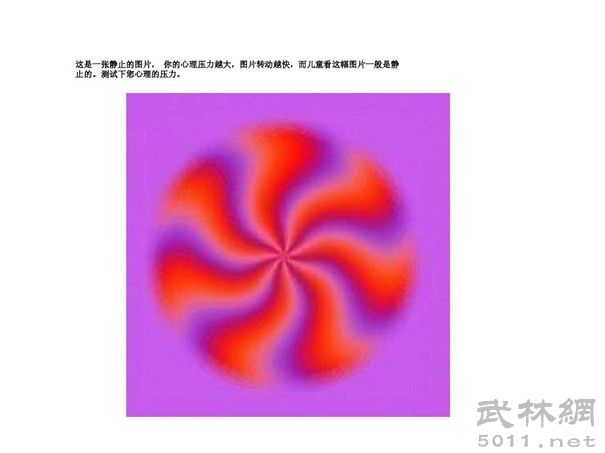 这是一张静止的图片， 你的心理压力越大，图片转动越快，而儿童看这幅图片一般是静
止的。测试下您心理的压力。
武林網
5011.net